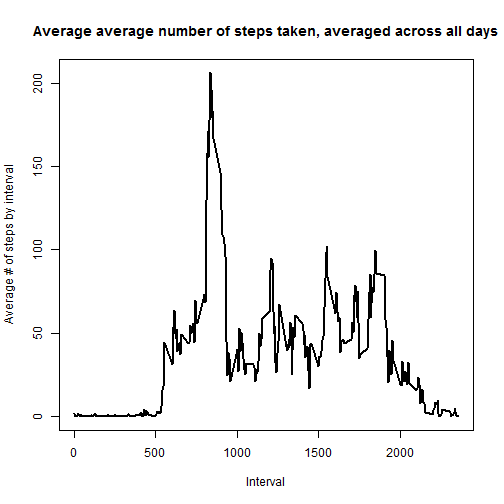 Average average number of steps taken, averaged across all days
Average # of steps by interval
200
150
100
50
0
0 500 1000 1500 2000
Interval